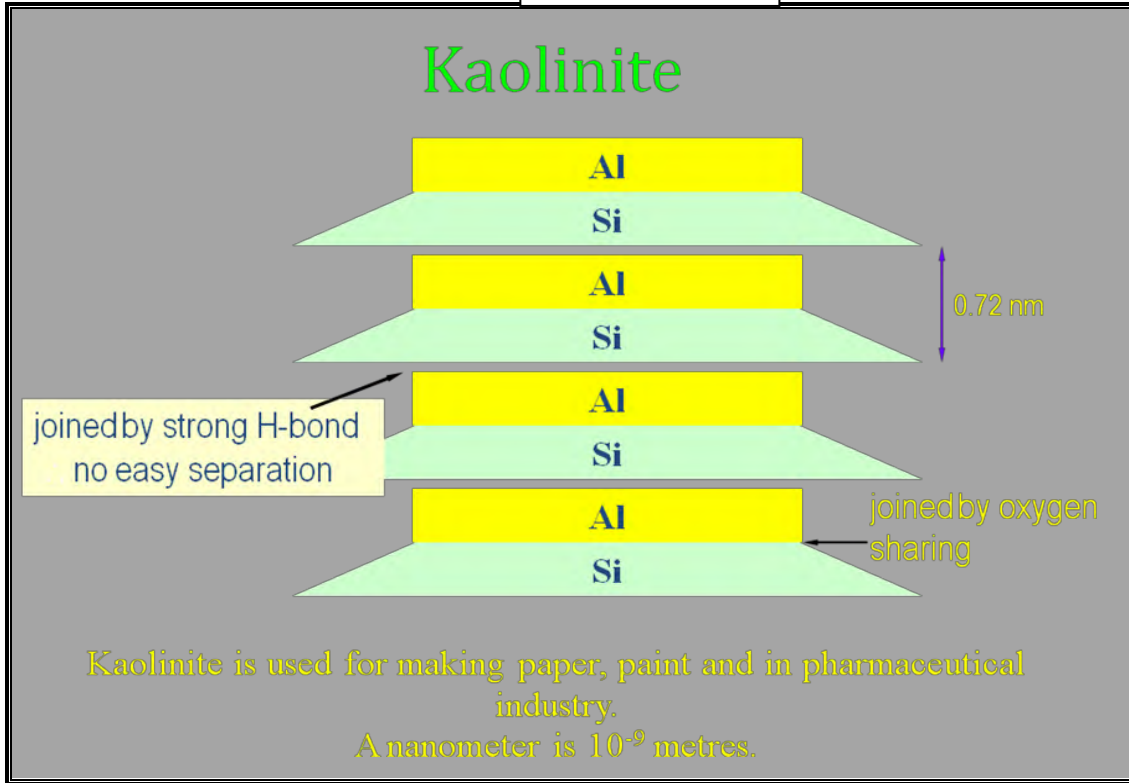 Kaolinite
Al
Si
Al
Si
0.72 nm
joined by strong H-bond
no easy separation
Al
Si
Al
Si
joined by oxygen
sharing
Kaolinite is used for making paper, paint and in pharmaceutical
industry.
A nanometer is 10⁻⁹ metres.